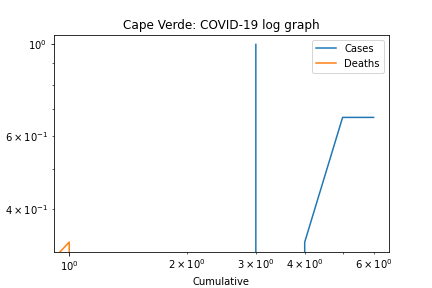 Cape Verde: COVID-19 log graph
10⁰
Cases
Deaths
6 × 10⁻¹
4 × 10⁻¹
10⁰
2 × 10⁰
3 × 10⁰
4 × 10⁰
6 × 10⁰
Cumulative